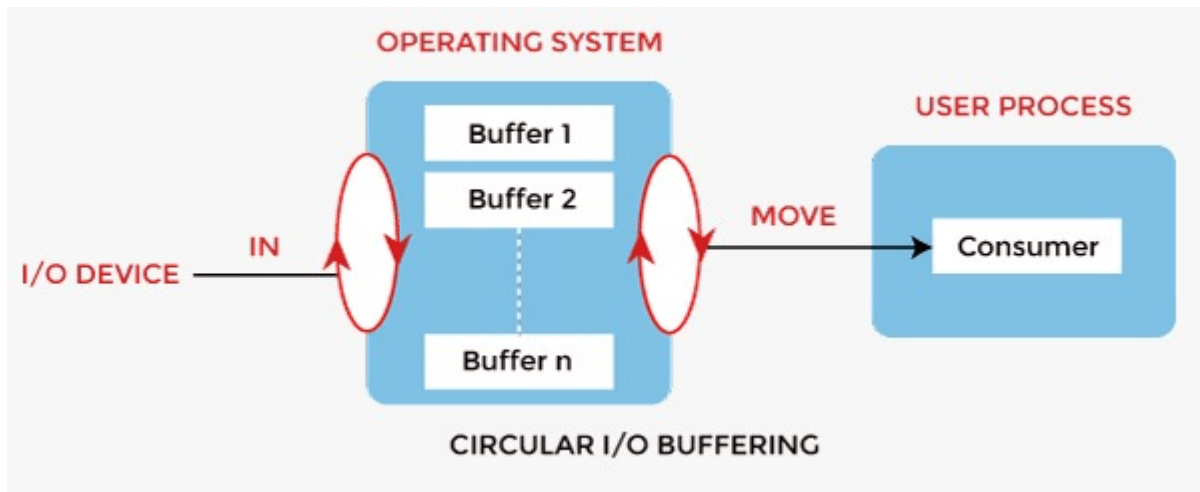 OPERATING SYSTEM
Buffer 1
Buffer 2
Buffer n
I/O DEVICE
IN
MOVE
USER PROCESS
Consumer
CIRCULAR I/O BUFFERING